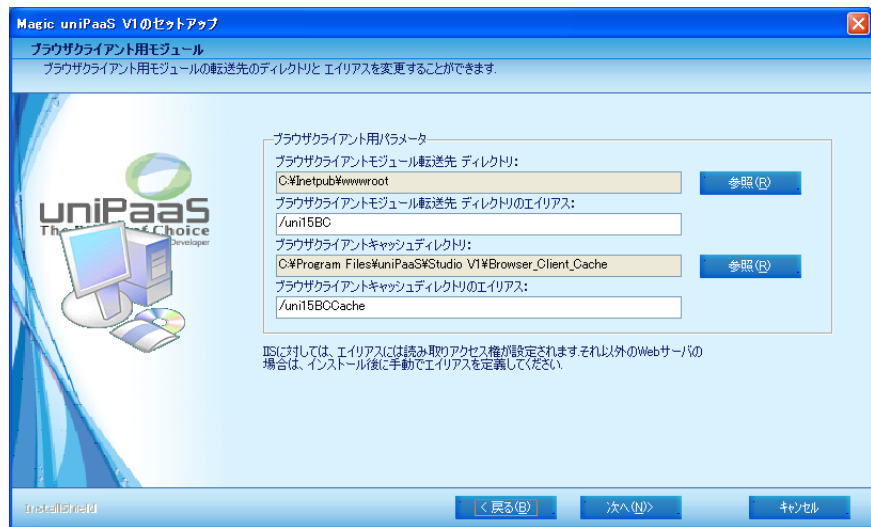 Magic uniPaaS V1のセットアップ
ブラウザクライアント用モジュール
ブラウザクライアント用モジュールの転送先のディレクトリと エイリアスを変更することができます.
uniPaaS
The of Choice
Developer
ブラウザクライアント用パラメータ
ブラウザクライアントモジュール転送先 ディレクトリ:
C:¥Inetpub¥wwwroot
参照(R)
ブラウザクライアントモジュール転送先 ディレクトリのエイリアス:
/uni15BC
ブラウザクライアントキャッシュディレクトリ:
C:¥Program Files¥uniPaaS¥Studio V1¥Browser_Client_Cache
参照(R)
ブラウザクライアントキャッシュディレクトリのエイリアス:
/uni15BCCache
IISに対しては、エイリアスには読み取りアクセス権が設定されます.それ以外のWebサーバの
場合は、インストール後に手動でエイリアスを定義してください.
InstallShield
< 戻る(B)
次へ(N)>
キャンセル